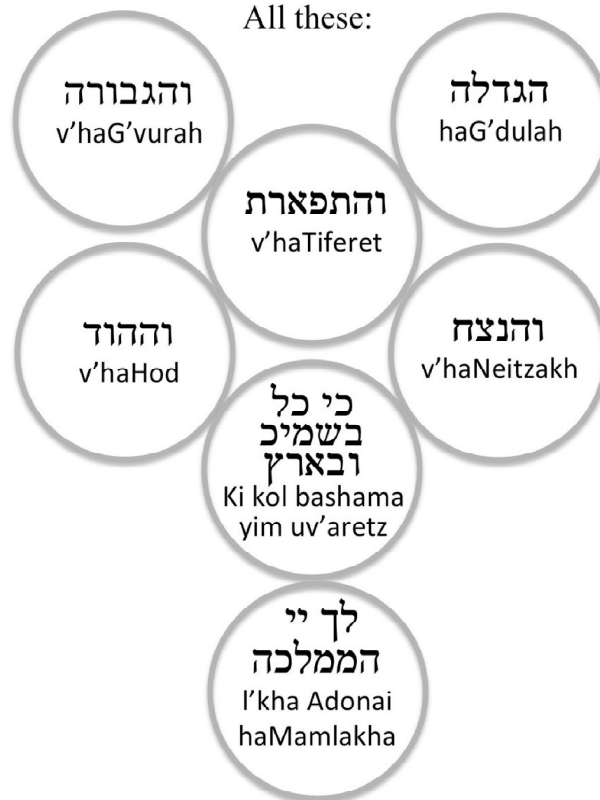 All these:
הגדלה
haG’dulah
והגבורה
v’haG’vurah
והתפארת
v’haTiferet
והנצח
v’haNeitzakh
וההוד
v’haHod
כי כל
בשמיכ
ובארץ
Ki kol bashama
yim uv’aretz
לך יי
הממלכה
l’kha Adonai
haMamlakha